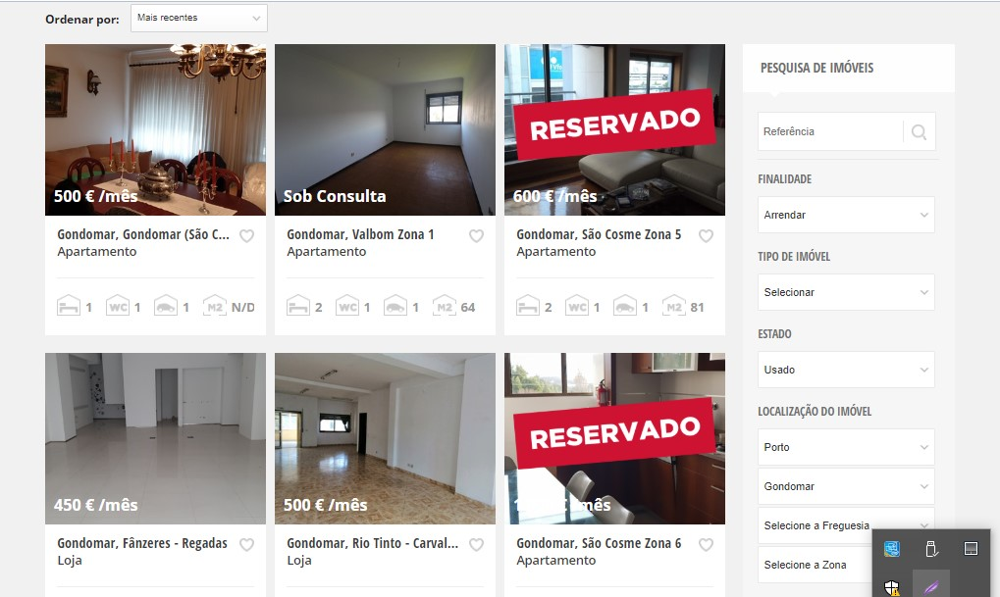 Ordenar por:
Mais recentes
RESERVADO
500 € /mês
Sob Consulta
600 € /mês
Gondomar, Gondomar (São C...
Apartamento
Gondomar, Valbom Zona 1
Apartamento
Gondomar, São Cosme Zona 5
Apartamento
1
WC 1
1
M2 N/D
2
WC 1
1
M2 64
2
WC 1
1
M2 81
RESERVADO
450 € /mês
500 € /mês
€ /mês
Gondomar, Fânzeres - Regadas
Loja
Gondomar, Rio Tinto - Carval...
Loja
Gondomar, São Cosme Zona 6
Apartamento
PESQUISA DE IMÓVEIS
Referência
FINALIDADE
Arrendar
TIPO DE IMÓVEL
Selecionar
ESTADO
Usado
LOCALIZAÇÃO DO IMÓVEL
Porto
Gondomar
Selecione a Freguesia
Selecione a Zona